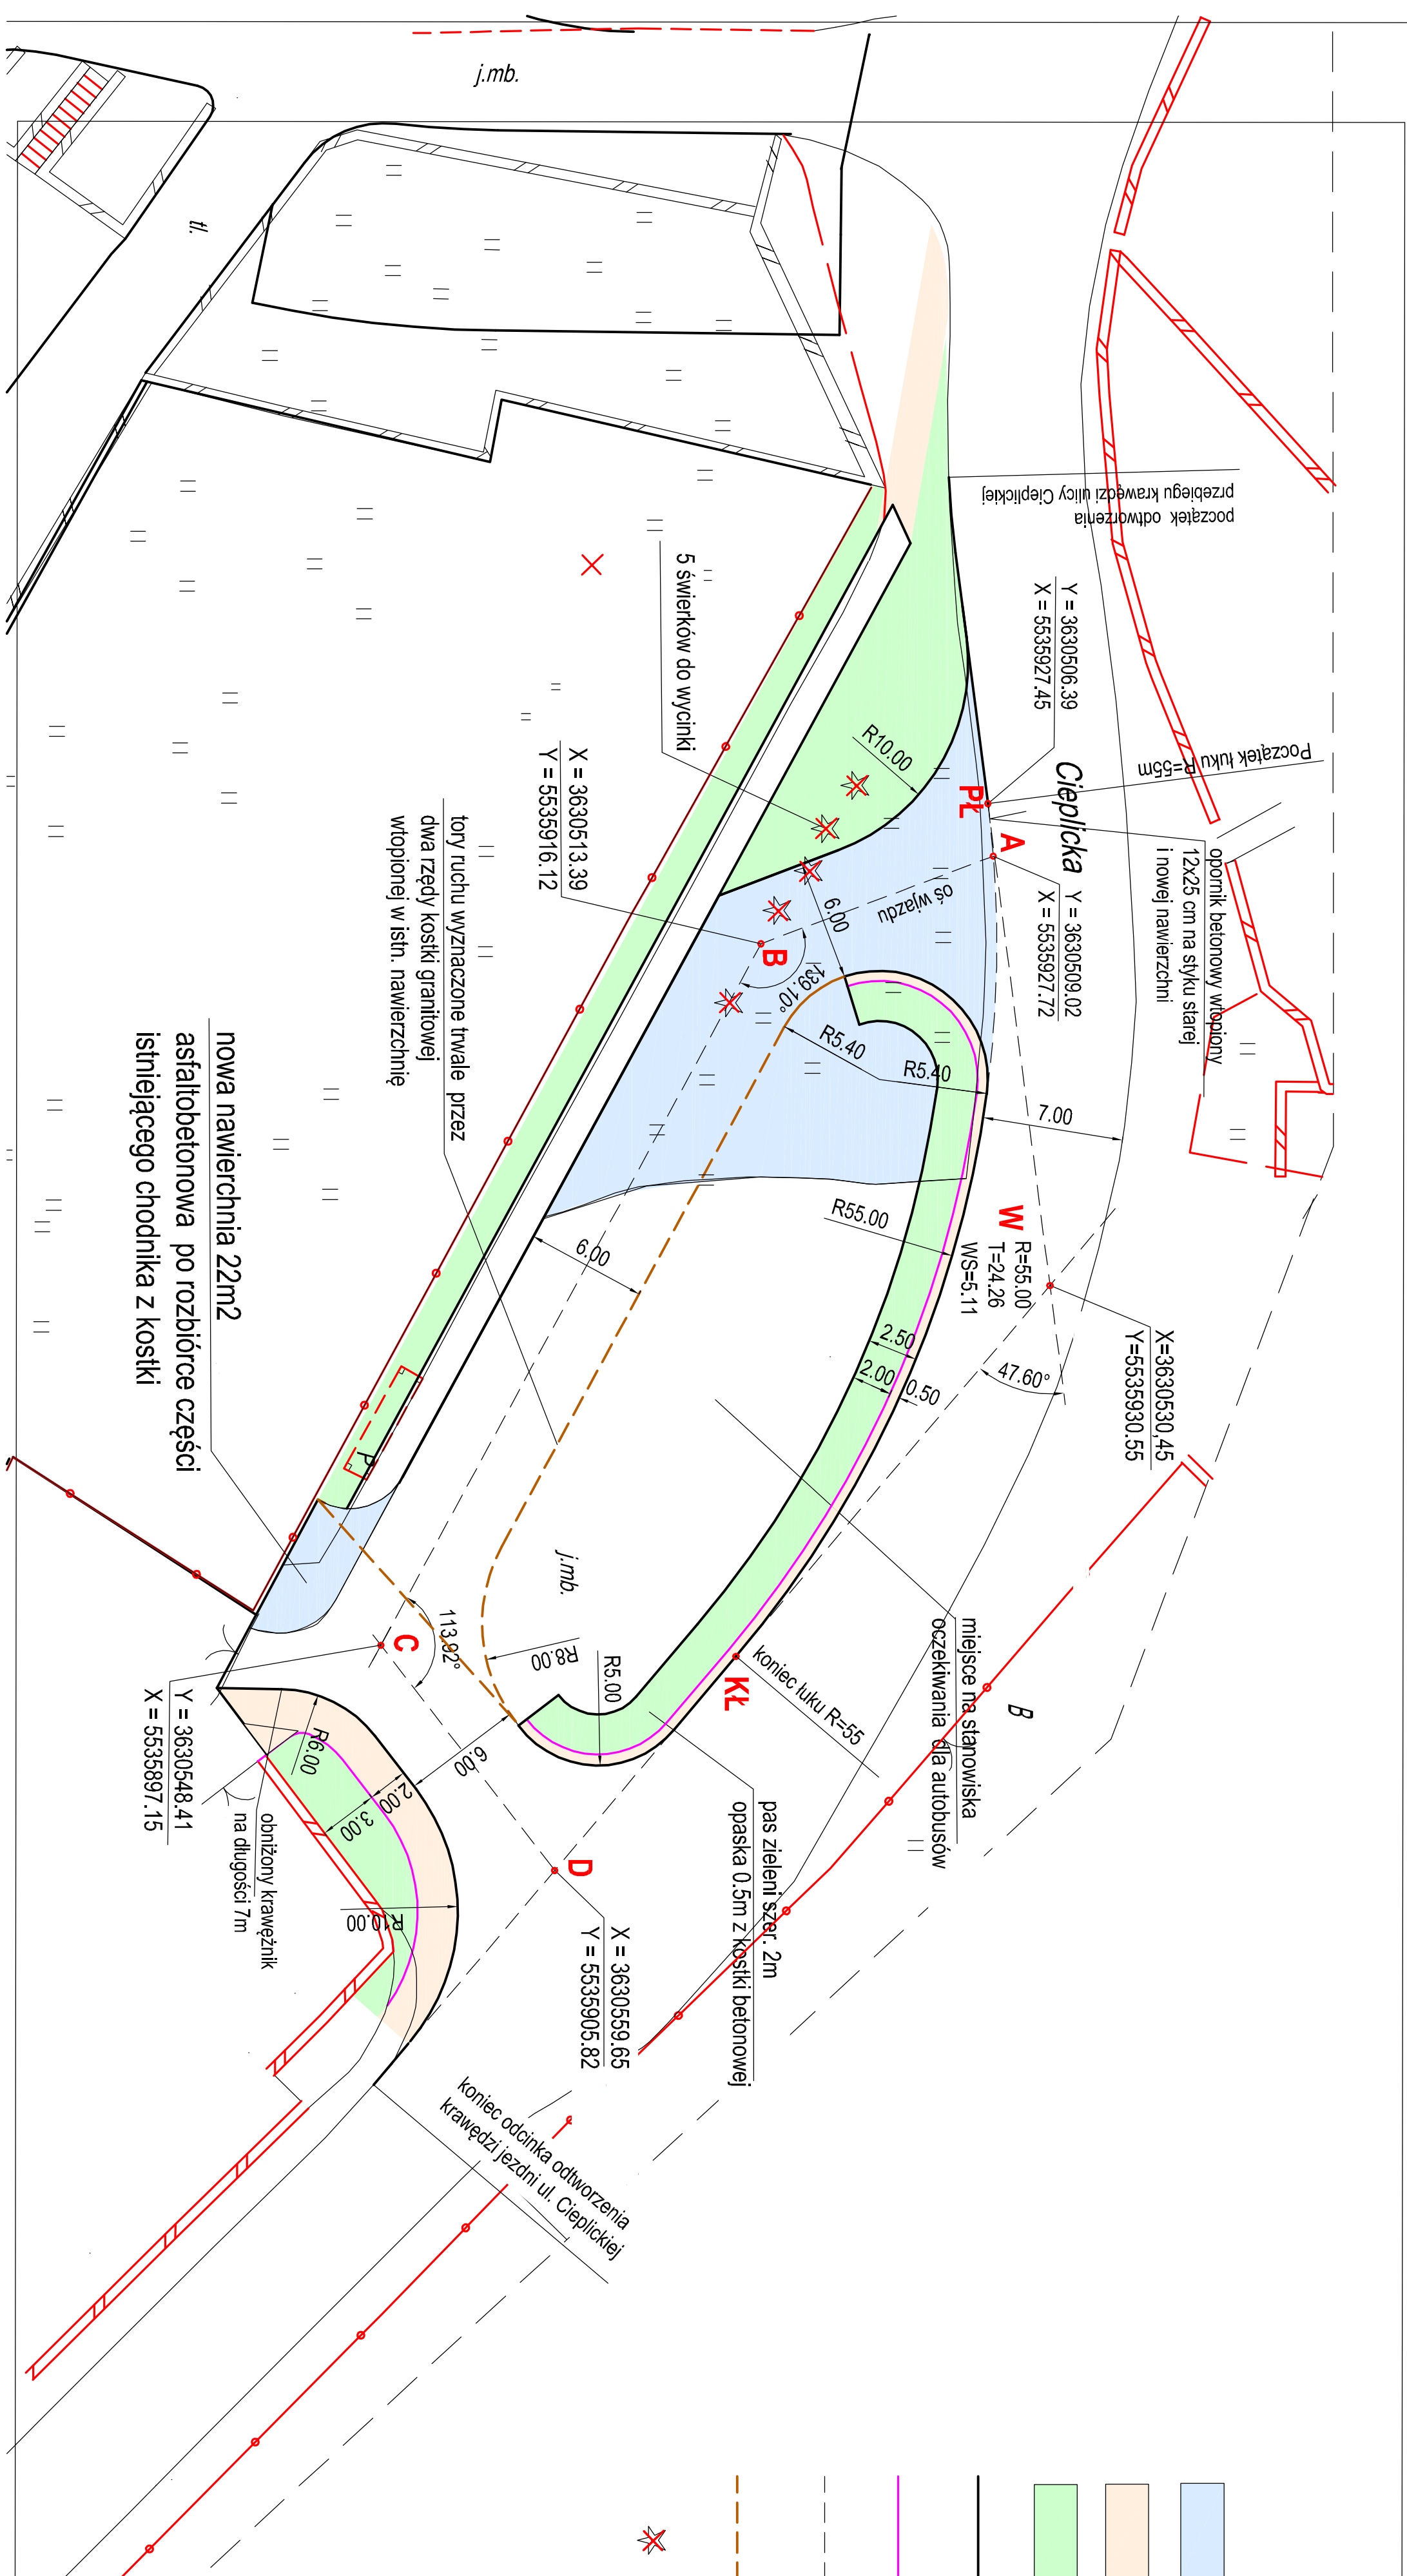 j.mb.
tl.
początek odtworzenia
przebiegu krawędzi ulicy Cieplickiej
5 świerków do wycinki
Y = 3630506.39
X = 5535927.45
Początek łuku R=55m
R10.00
PŁ
Cieplicka
A
Y = 3630509.02
X = 5535927.72
opornik betonowy wtopiony
12x25 cm na styku starej
i nowej nawierzchni
X = 3630513.39
Y = 5535916.12
oś wjazdu
6.00
B
139.10°
tory ruchu wyznaczone trwale przez
dwa rzędy kostki granitowej
wtopionej w istn. nawierzchnię
R5.40
R5.40
7.00
nowa nawierchnia 22m2
asfaltobetonowa po rozbiórce części
istniejącego chodnika z kostki
R55.00
W
R=55.00
T=24.26
WS=5.11
6.00
X=3630530,45
Y=5535930.55
47.60°
2.50
2.00
0.50
P
j.mb.
113.92°
C
R8.00
R5.00
KŁ
koniec łuku R=55
miejsce na stanowiska
oczekiwania dla autobusów
B
Y = 3630548.41
X = 5535897.15
R6.00
6.00
2.00
3.00
R10.00
obniżony krawężnik
na długości 7m
D
pas zieleni szer. 2m
opaska 0.5m z kostki betonowej
X = 3630559.65
Y = 5535905.82
koniec odcinka odtworzenia
krawędzi jezdni ul. Cieplickiej